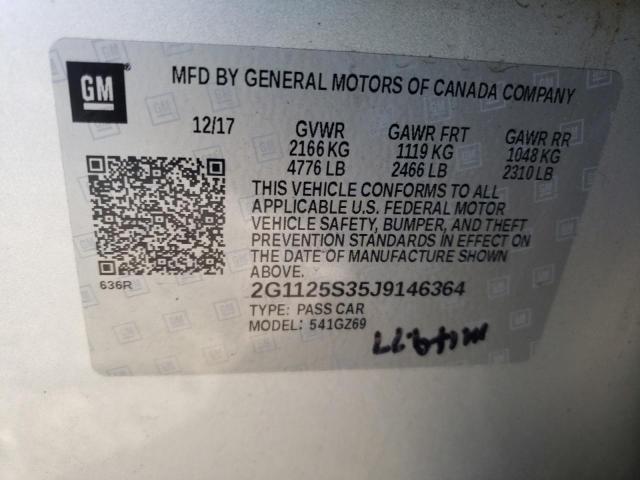 GM
MFD BY GENERAL MOTORS OF CANADA COMPANY
12/17 GVWR GAWR FRT GAWR RR
2166 KG 1119 KG 1048 KG
4776 LB 2466 LB 2310 LB
THIS VEHICLE CONFORMS TO ALL
APPLICABLE U.S. FEDERAL MOTOR
VEHICLE SAFETY, BUMPER, AND THEFT
PREVENTION STANDARDS IN EFFECT ON
THE DATE OF MANUFACTURE SHOWN
ABOVE.
636R
2G1125S35J9146364
TYPE: PASS CAR
MODEL: 541GZ69